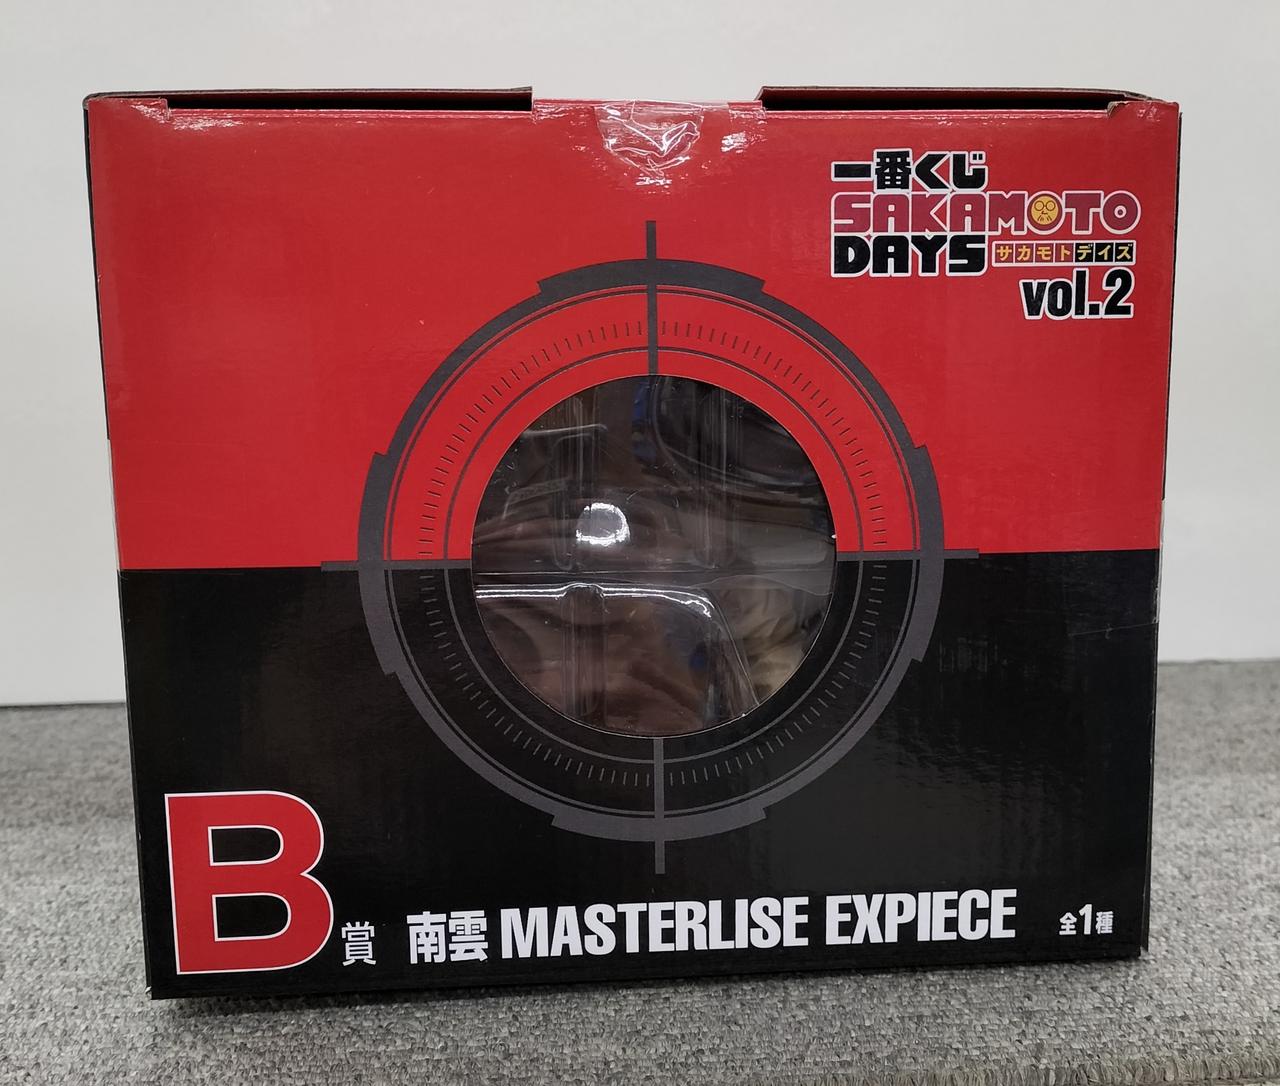 一番くじ
SAKAMOTO
DAYS サカモトデイズ
vol.2
B賞 南雲 MASTERLISE EXPIECE 全1種